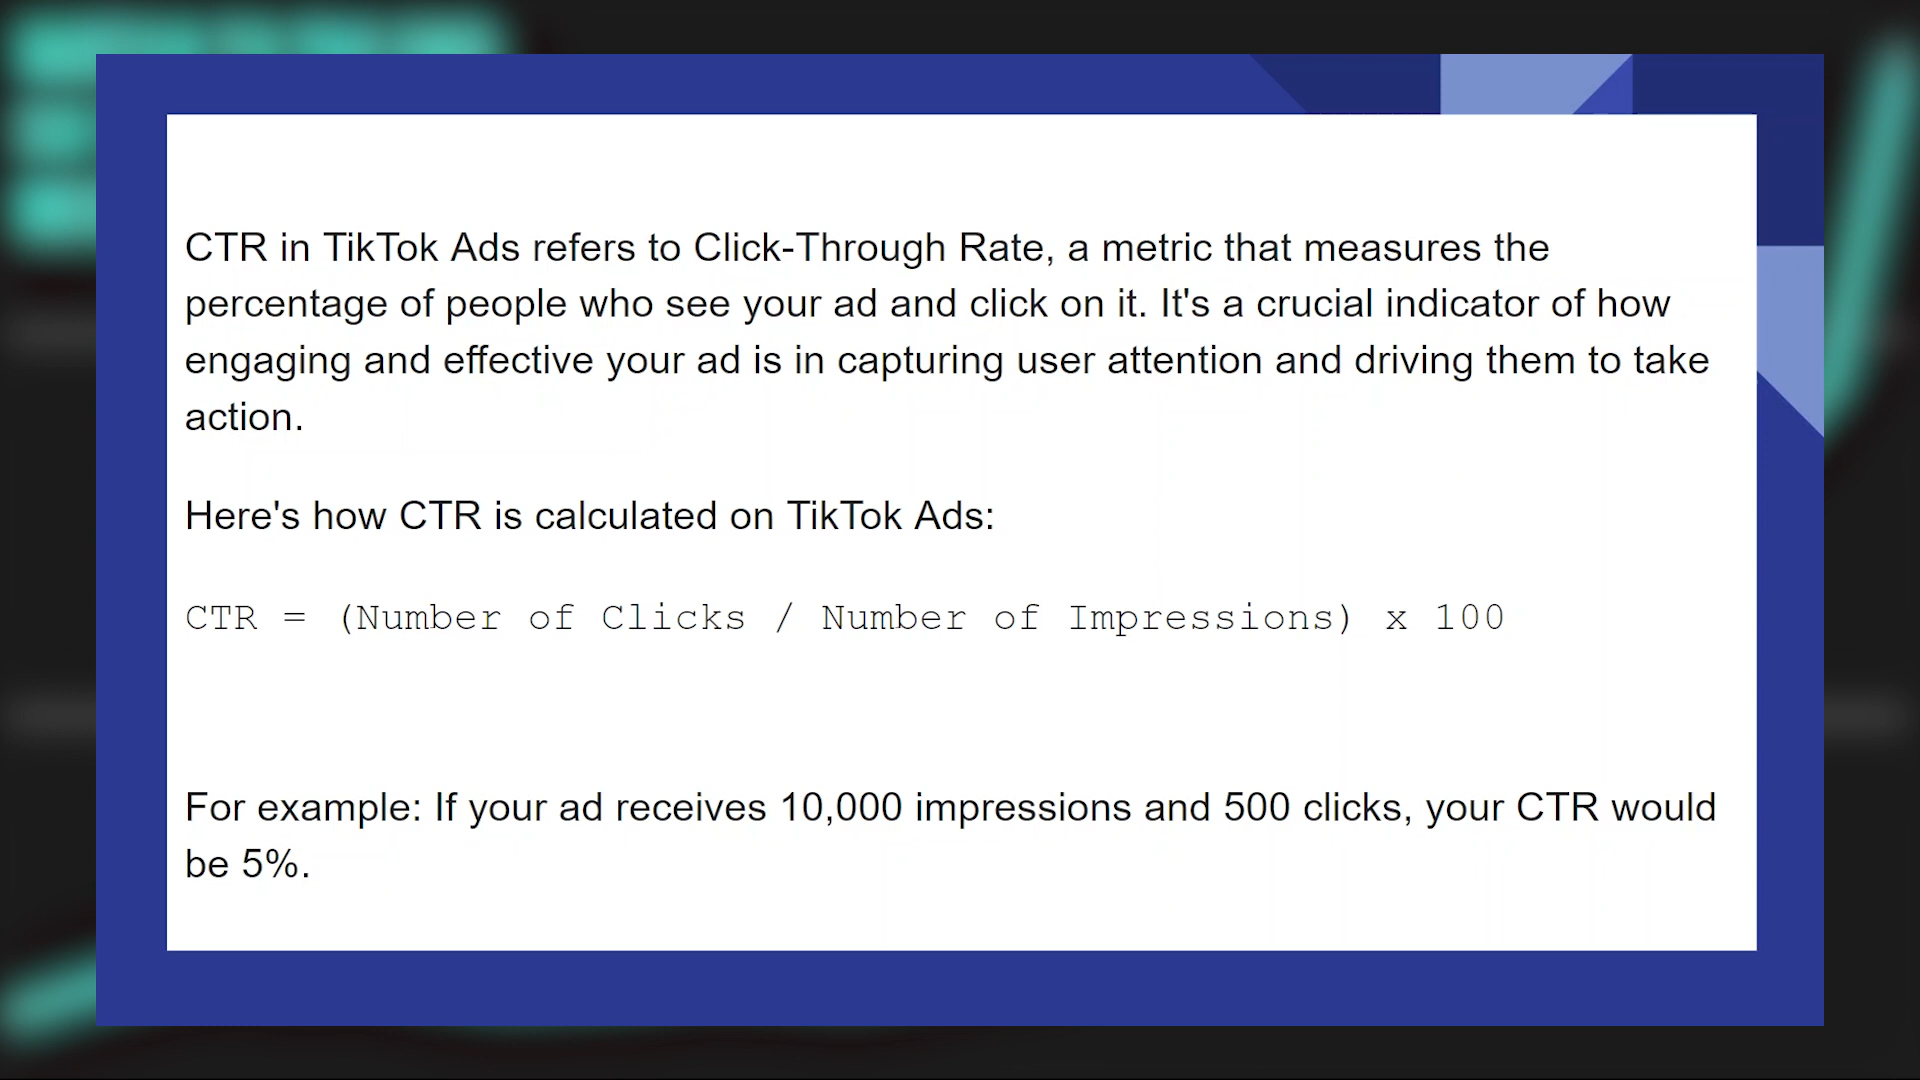 CTR in TikTok Ads refers to Click-Through Rate, a metric that measures the
percentage of people who see your ad and click on it. It's a crucial indicator of how
engaging and effective your ad is in capturing user attention and driving them to take
action.
Here's how CTR is calculated on TikTok Ads:
CTR = (Number of Clicks / Number of Impressions) x 100
For example: If your ad receives 10,000 impressions and 500 clicks, your CTR would
be 5%.